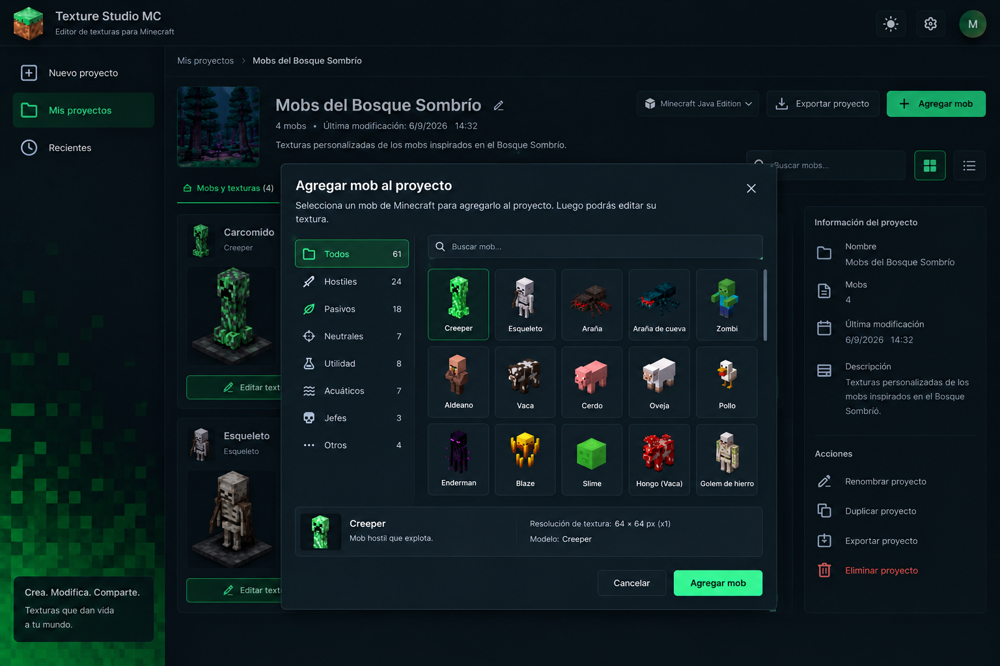 Texture Studio MC
Editor de texturas para Minecraft
M
Nuevo proyecto
Mis proyectos
Recientes
Crea. Modifica. Comparte.
Texturas que dan vida
a tu mundo.
Mis proyectos > Mobs del Bosque Sombrío
Mobs del Bosque Sombrío
4 mobs • Última modificación: 6/9/2026 14:32
Texturas personalizadas de los mobs inspirados en el Bosque Sombrío.
Minecraft Java Edition
Exportar proyecto
Agregar mob
Buscar mobs...
Mobs y texturas (4)
Carcomido
Creeper
Editar text
Esqueleto
Esqueleto
Editar text
Agregar mob al proyecto
Selecciona un mob de Minecraft para agregarlo al proyecto. Luego podrás editar su
textura.
Todos 61
Hostiles 24
Pasivos 18
Neutrales 7
Utilidad 8
Acuáticos 7
Jefes 3
Otros 4
Buscar mob...
Creeper
Esqueleto
Araña
Araña de cueva
Zombi
Aldeano
Vaca
Cerdo
Oveja
Pollo
Enderman
Blaze
Slime
Hongo (Vaca)
Golem de hierro
Creeper
Mob hostil que explota.
Resolución de textura: 64 × 64 px (x1)
Modelo: Creeper
Cancelar
Agregar mob
Información del proyecto
Nombre
Mobs del Bosque Sombrío
Mobs
4
Última modificación
6/9/2026 14:32
Descripción
Texturas personalizadas de los
mobs inspirados en el Bosque
Sombrió.
Acciones
Renombrar proyecto
Duplicar proyecto
Exportar proyecto
Eliminar proyecto